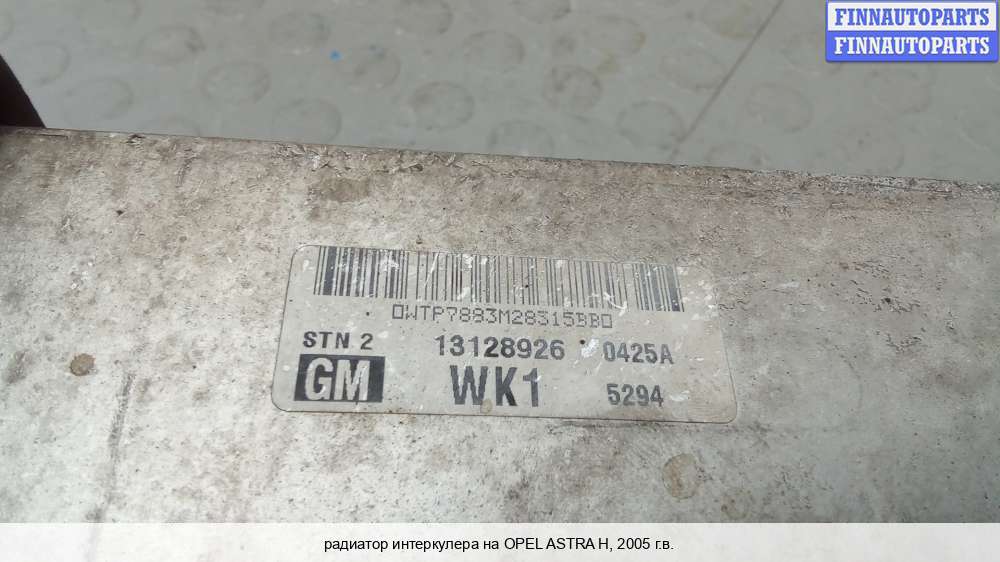 FINNAUTOPARTS
FINNAUTOPARTS
0WTP7883M28315BB0
STN 2 13128926 0425A
GM WK1 5294
радиатор интеркулера на OPEL ASTRA H, 2005 г.в.